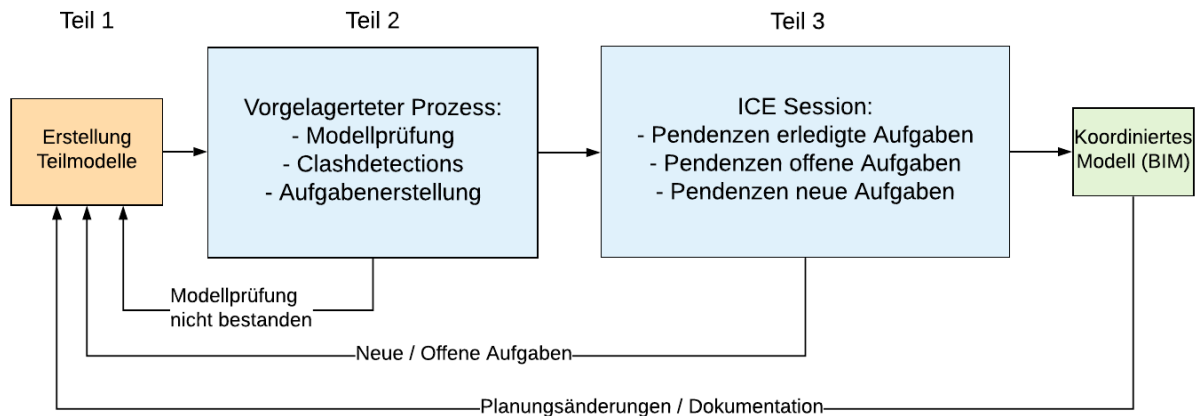 Teil 1
Teil 2
Teil 3
Erstellung
Teilmodelle
Vorgelagerteter Prozess:
- Modellprüfung
- Clashdetections
- Aufgabenerstellung
ICE Session:
- Pendenzen erledigte Aufgaben
- Pendenzen offene Aufgaben
- Pendenzen neue Aufgaben
Koordiniertes
Modell (BIM)
Modellprüfung
nicht bestanden
Neue / Offene Aufgaben
Planungsänderungen / Dokumentation